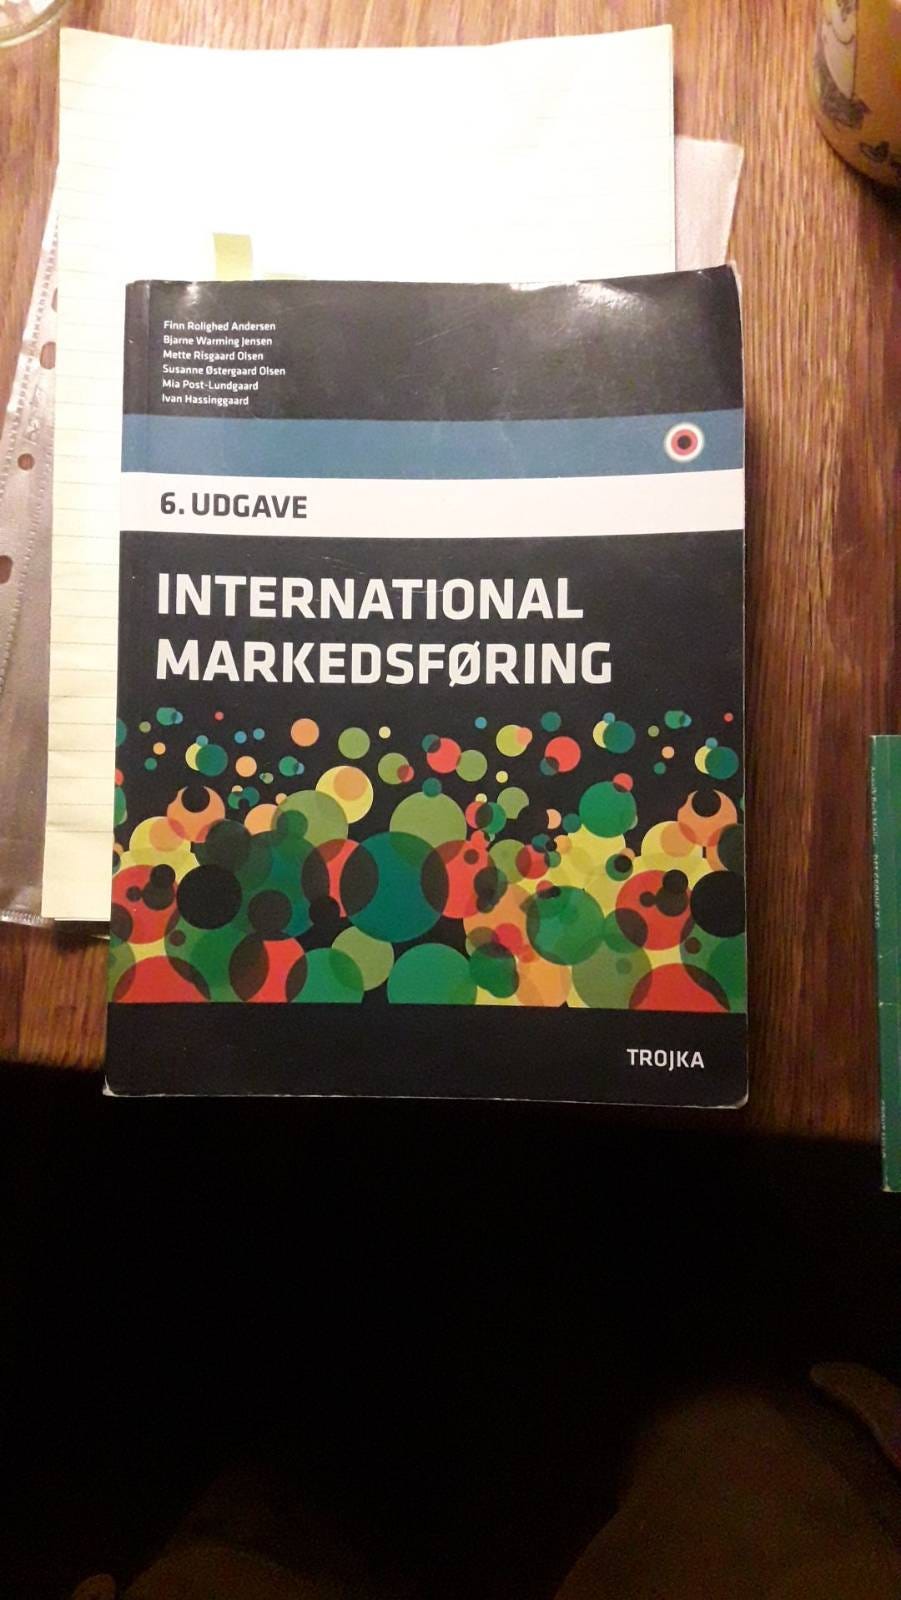 Finn Rolighed Andersen
Bjarne Warming Jensen
Mette Risgaard Olsen
Susanne Østergaard Olsen
Mia Post-Lundgaard
Ivan Hassinggaard
6. UDGAVE
INTERNATIONAL
MARKEDSFØRING
TROJKA